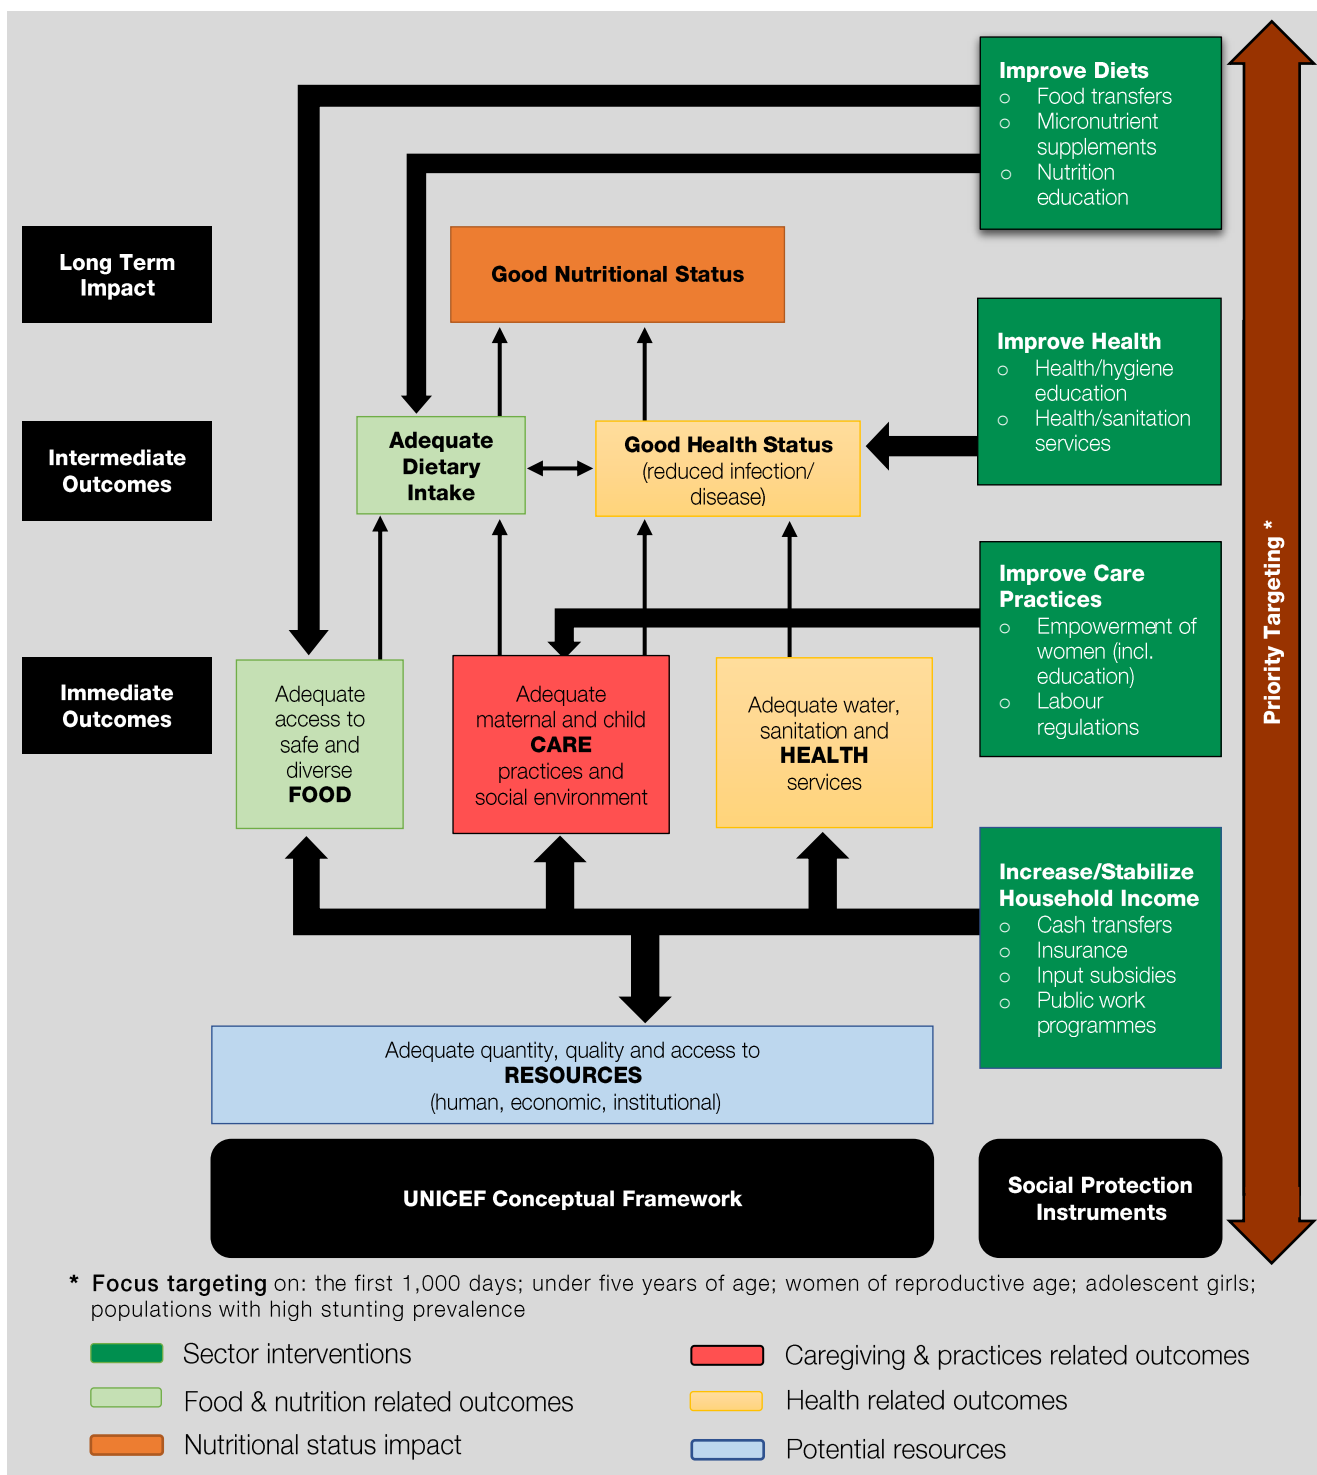 Improve Diets
o Food transfers
o Micronutrient
supplements
o Nutrition
education
Long Term
Impact
Good Nutritional Status
Improve Health
o Health/hygiene
education
o Health/sanitation
services
Intermediate
Outcomes
Adequate
Dietary
Intake
Good Health Status
(reduced infection/
disease)
Improve Care
Practices
o Empowerment of
women (incl.
education)
o Labour
regulations
Priority Targeting *
Immediate
Outcomes
Adequate
access to
safe and
diverse
FOOD
Adequate
maternal and child
CARE
practices and
social environment
Adequate water,
sanitation and
HEALTH
services
Increase/Stabilize
Household Income
o Cash transfers
o Insurance
o Input subsidies
o Public work
programmes
Adequate quantity, quality and access to
RESOURCES
(human, economic, institutional)
UNICEF Conceptual Framework
Social Protection
Instruments
* Focus targeting on: the first 1,000 days; under five years of age; women of reproductive age; adolescent girls;
populations with high stunting prevalence
Sector interventions
Food & nutrition related outcomes
Nutritional status impact
Caregiving & practices related outcomes
Health related outcomes
Potential resources